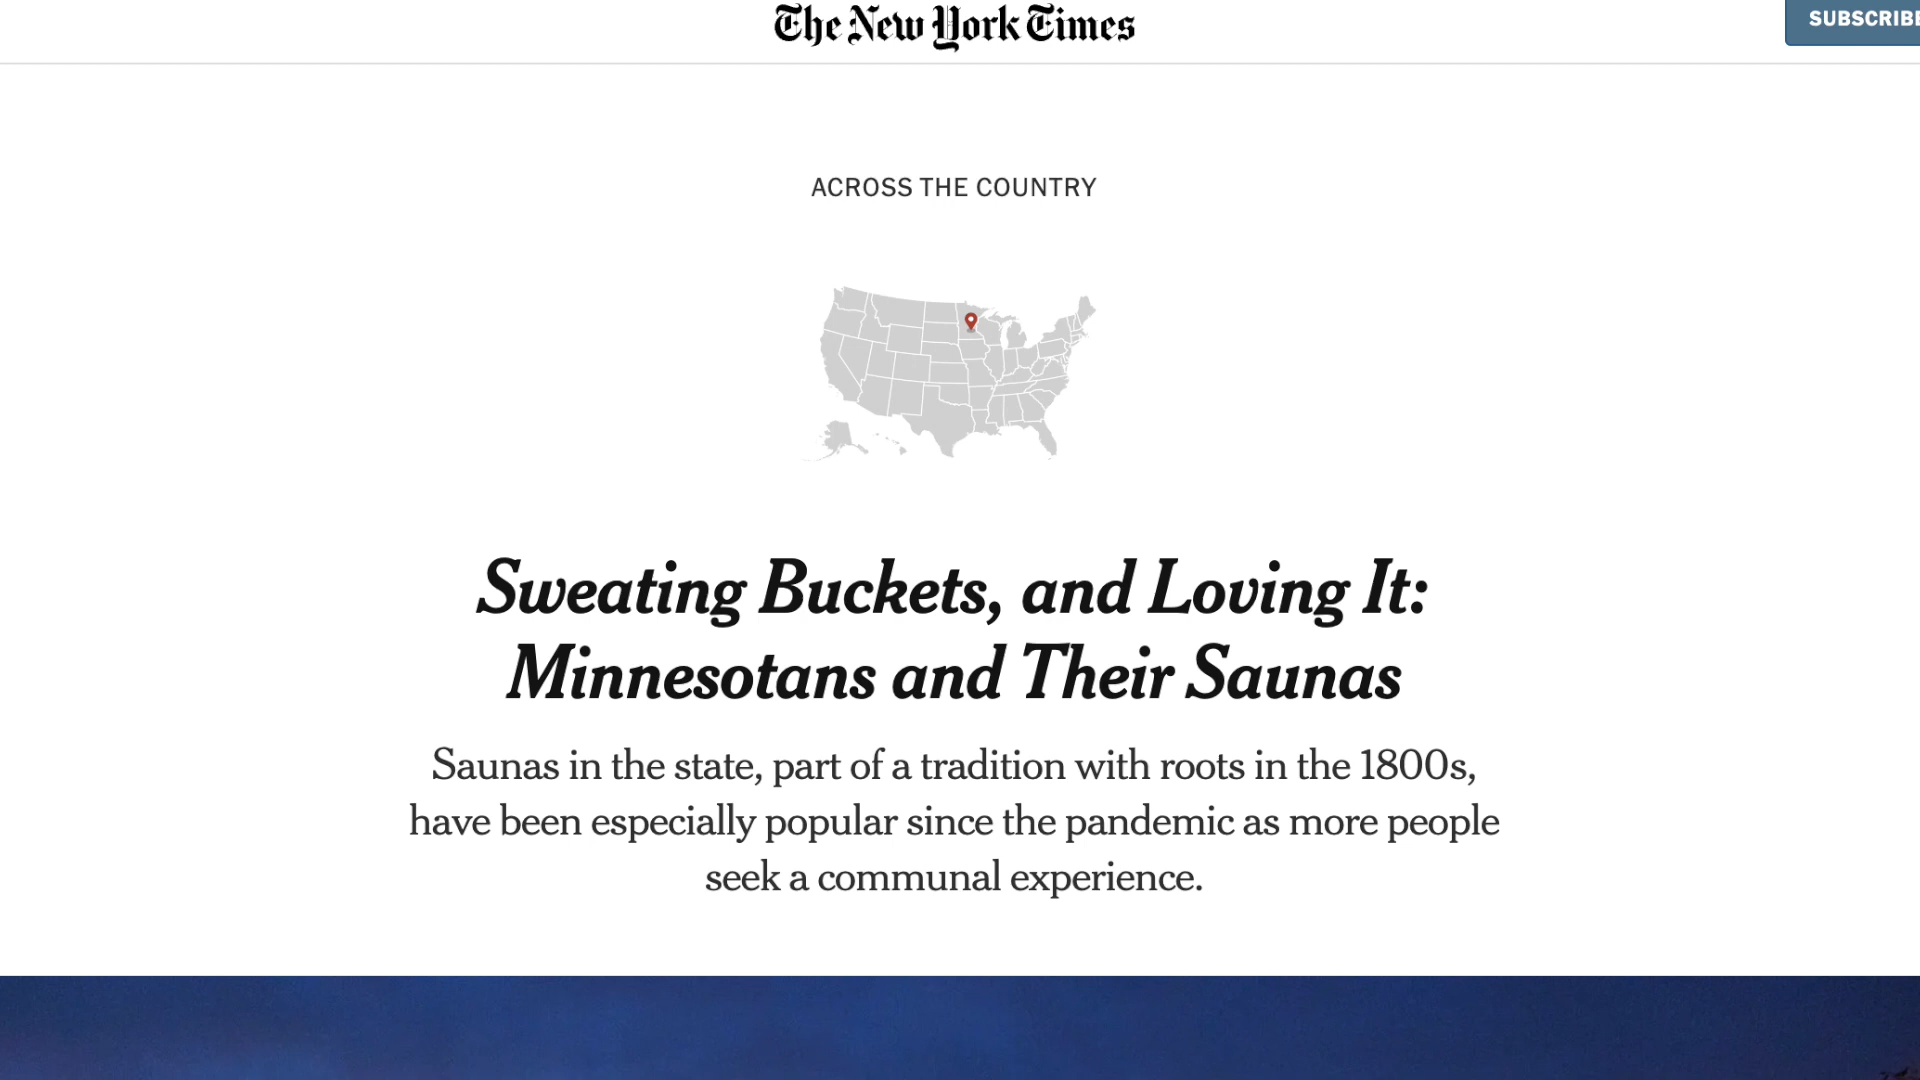 The New York Times
SUBSCRIBE
ACROSS THE COUNTRY
Sweating Buckets, and Loving It:
Minnesotans and Their Saunas
Saunas in the state, part of a tradition with roots in the 1800s,
have been especially popular since the pandemic as more people
seek a communal experience.